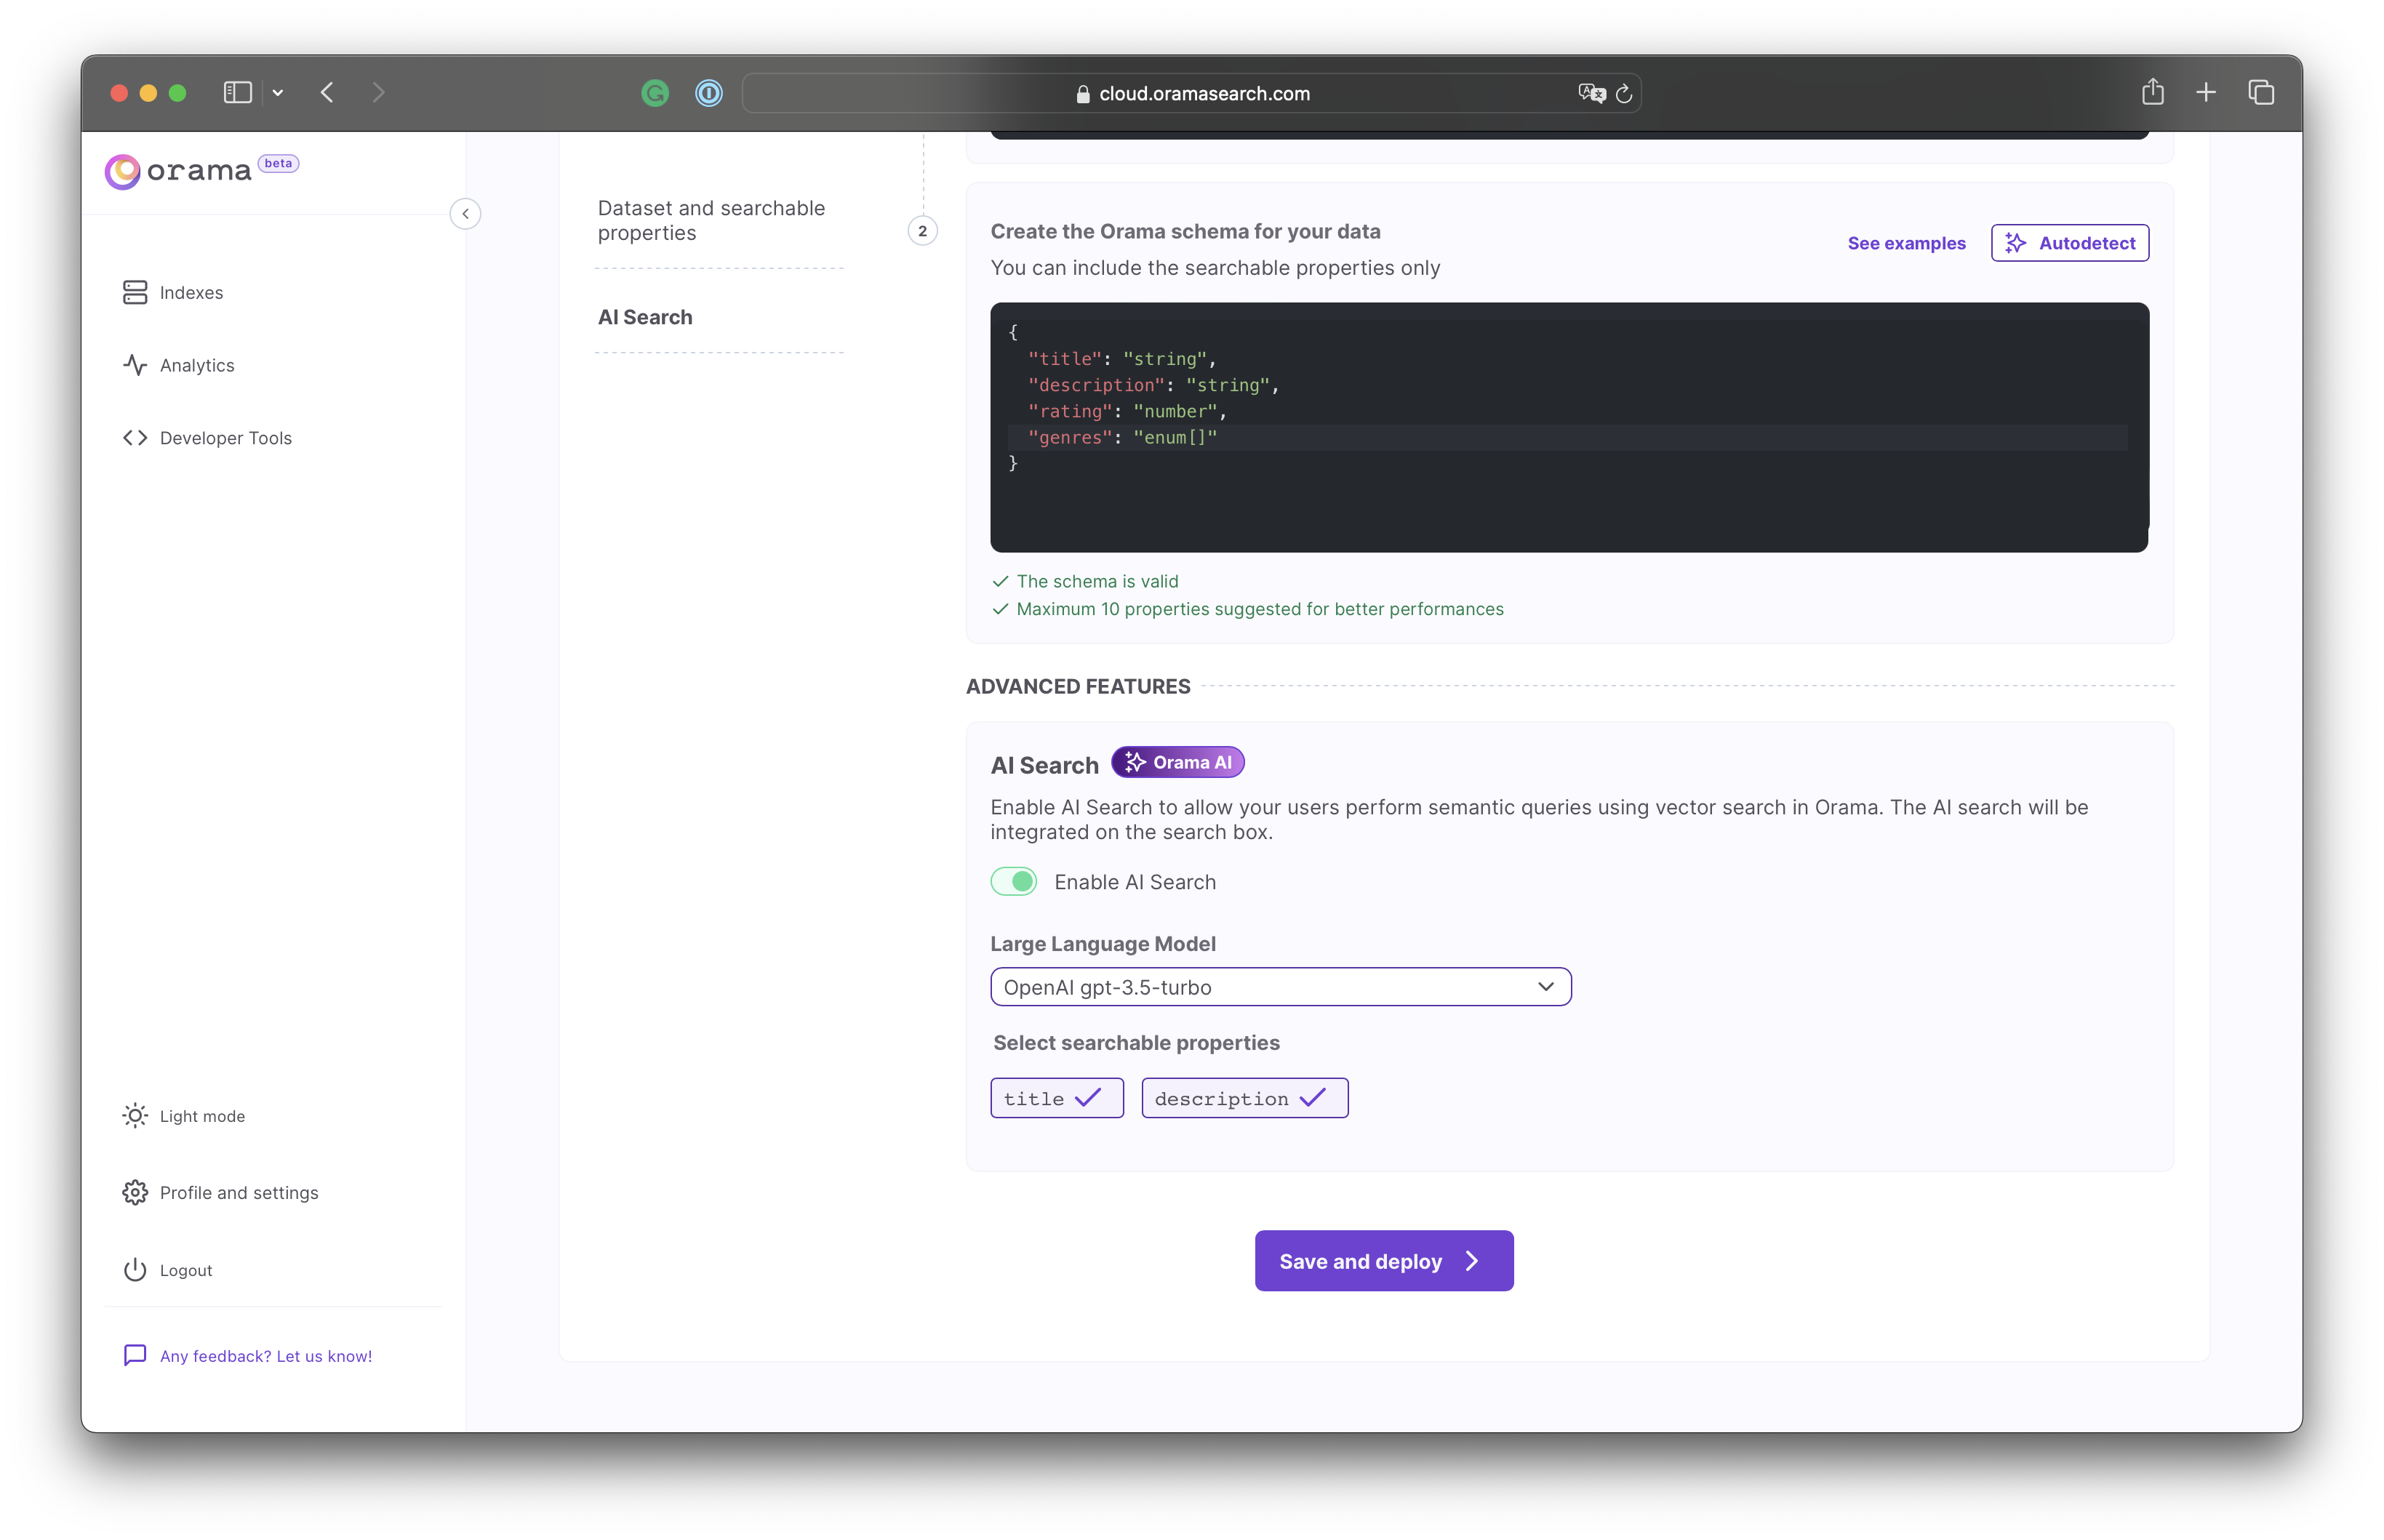 cloud.oramasearch.com
orama beta
Indexes
Analytics
Developer Tools
Light mode
Profile and settings
Logout
Any feedback? Let us know!
Dataset and searchable
properties
2
AI Search
Create the Orama schema for your data
You can include the searchable properties only
See examples
Autodetect
{
"title": "string",
"description": "string",
"rating": "number",
"genres": "enum[]"
}
The schema is valid
Maximum 10 properties suggested for better performances
ADVANCED FEATURES
AI Search Orama AI
Enable AI Search to allow your users perform semantic queries using vector search in Orama. The AI search will be
integrated on the search box.
Enable AI Search
Large Language Model
OpenAI gpt-3.5-turbo
Select searchable properties
title description
Save and deploy